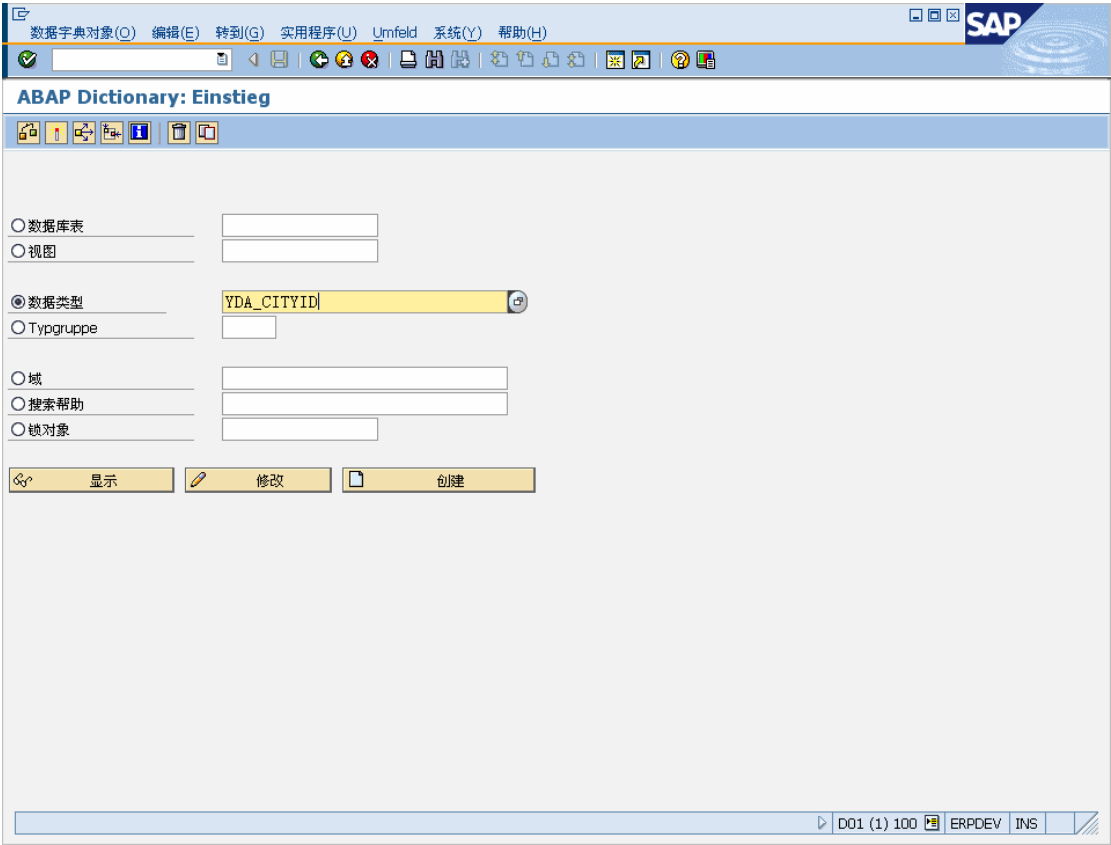 数据字典对象(O) 编辑(E) 转到(G) 实用程序(U) Umfeld 系统(Y) 帮助(H)
SAP
ABAP Dictionary: Einstieg
数据库表
视图
数据类型 YDA_CITYID
Typgruppe
域
搜索帮助
锁对象
显示 修改 创建
D01 (1) 100 ERPDEV INS